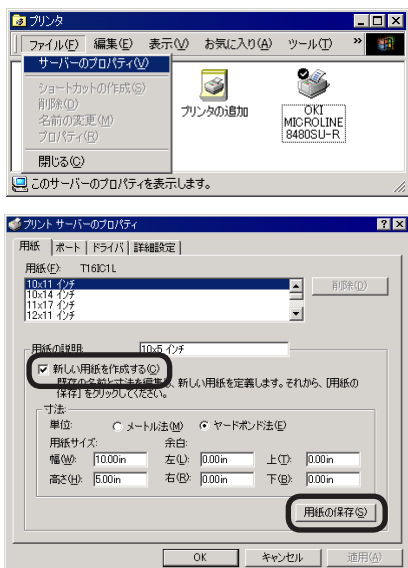 プリンタ
ファイル(F) 編集(E) 表示(V) お気に入り(A) ツール(T) »
サーバーのプロパティ(V)
ショートカットの作成(S)
削除(D)
名前の変更(M)
プロパティ(R)
閉じる(C)
プリンタの追加
OKI
MICROLINE
8480SU-R
このサーバーのプロパティを表示します。
プリント サーバーのプロパティ
用紙 ポート ドライバ 詳細設定
用紙(F): T16IC1L
10x11 インチ
10x14 インチ
11x17 インチ
12x11 インチ
削除(D)
用紙の説明: 10x5 インチ
新しい用紙を作成する(C)
既存の名前と寸法を編集し、新しい用紙を定義します。それから、[用紙の
保存] をクリックしてください。
寸法:
単位: メートル法(M) ヤードポンド法(E)
用紙サイズ: 余白:
幅(W): 10.00in 左(L): 0.00in 上(T): 0.00in
高さ(H): 5.00in 右(R): 0.00in 下(B): 0.00in
用紙の保存(S)
OK キャンセル 適用(A)